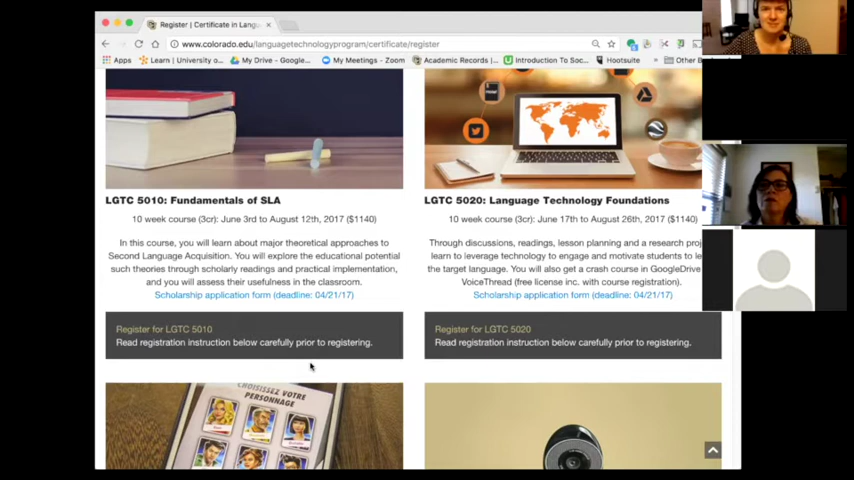 Register | Certificate in Langu
www.colorado.edu/languagetechnologyprogram/certificate/register
Apps Learn | University o... My Drive - Google... My Meetings - Zoom Academic Records |... Introduction To Soc... Hootsuite » Other B
LGTC 5010: Fundamentals of SLA
10 week course (3cr): June 3rd to August 12th, 2017 ($1140)
In this course, you will learn about major theoretical approaches to
Second Language Acquisition. You will explore the educational potential
such theories through scholarly readings and practical implementation,
and you will assess their usefulness in the classroom.
Scholarship application form (deadline: 04/21/17)
Register for LGTC 5010
Read registration instruction below carefully prior to registering.
LGTC 5020: Language Technology Foundations
10 week course (3cr): June 17th to August 26th, 2017 ($1140)
Through discussions, readings, lesson planning and a research proj
learn to leverage technology to engage and motivate students to le
the target language. You will also get a crash course in GoogleDrive
VoiceThread (free license inc. with course registration).
Scholarship application form (deadline: 04/21/17)
Register for LGTC 5020
Read registration instruction below carefully prior to registering.
CHOISISSEZ VOTRE
PERSONNAGE